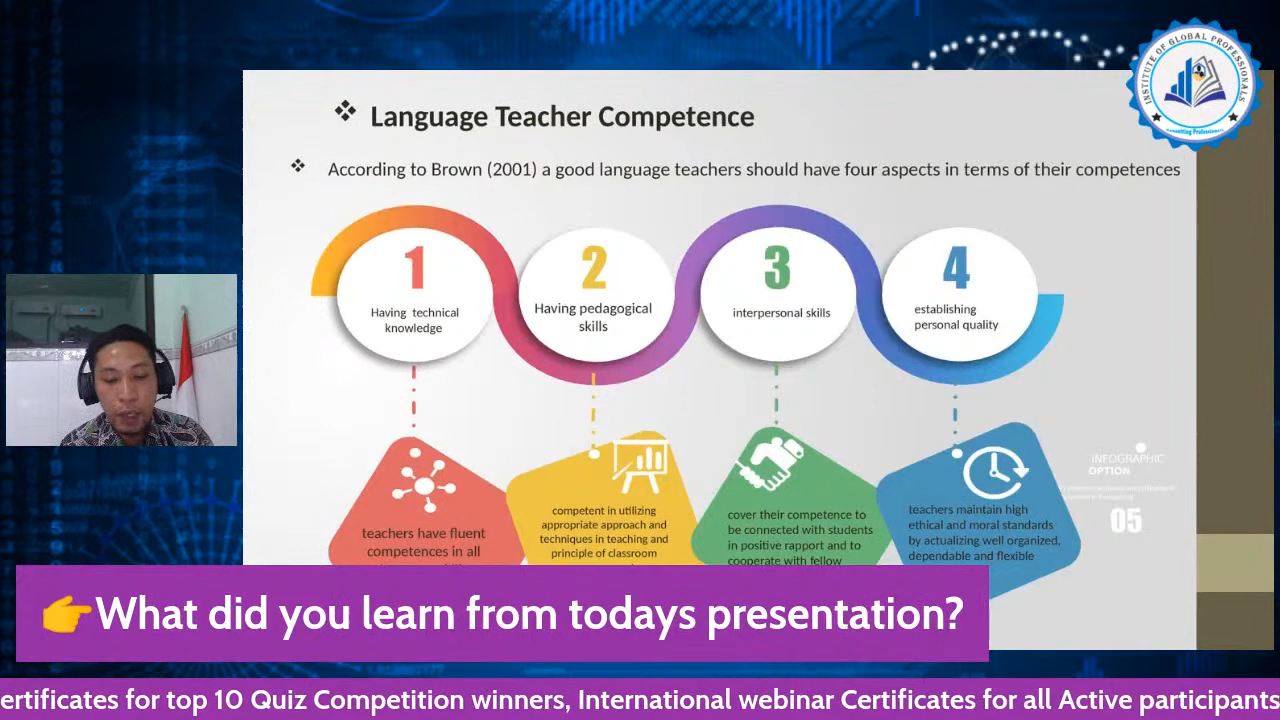 INSTITUTE OF GLOBAL PROFESSIONALS
Language Teacher Competence
According to Brown (2001) a good language teachers should have four aspects in terms of their competences
1
Having technical
knowledge
2
Having pedagogical
skills
3
interpersonal skills
4
establishing
personal quality
teachers have fluent
competences in all
competent in utilizing
appropriate approach and
techniques in teaching and
principle of classroom
cover their competence to
be connected with students
in positive rapport and to
cooperate with fellow
teachers maintain high
ethical and moral standards
by actualizing well organized,
dependable and flexible
INFOGRAPHIC
OPTION
05
👉What did you learn from todays presentation?
ertificates for top 10 Quiz Competition winners, International webinar Certificates for all Active participants